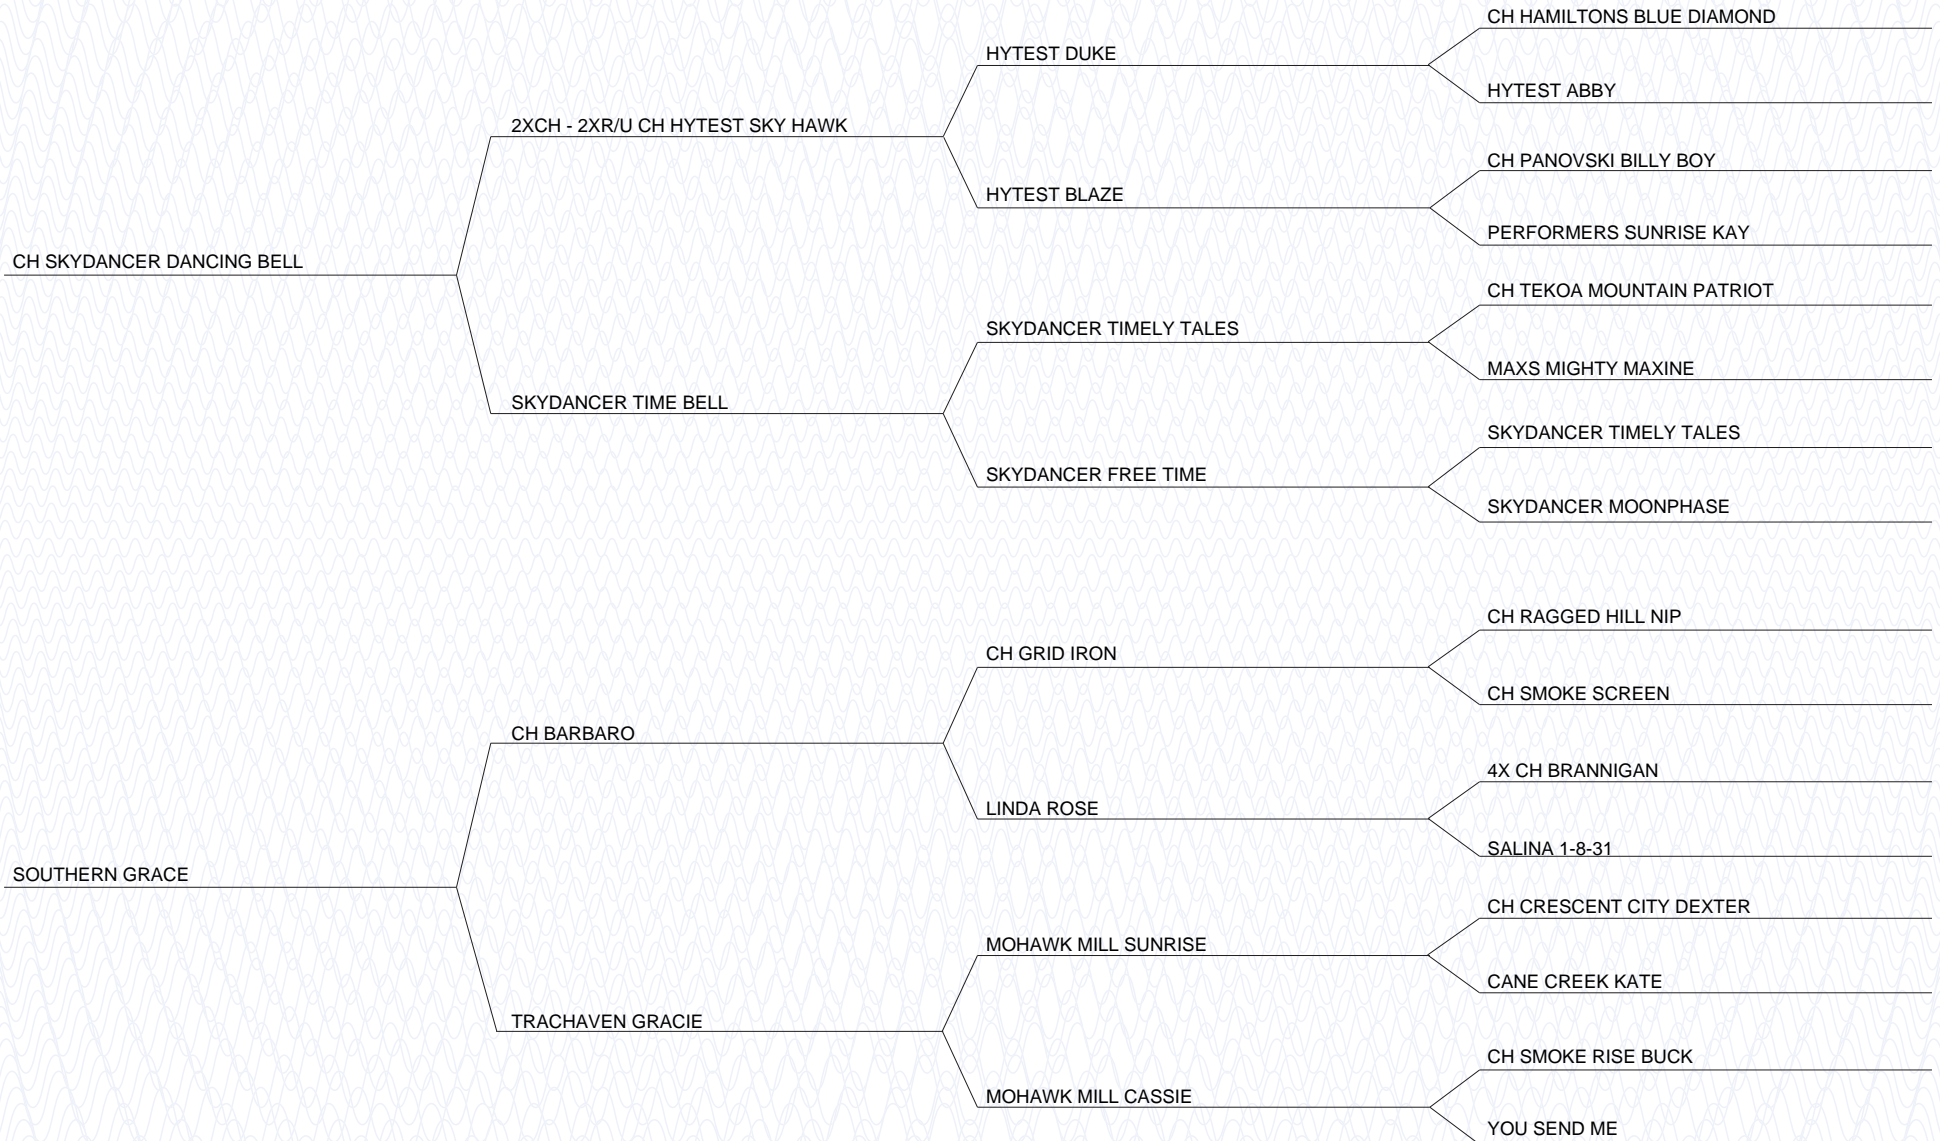 CH HAMILTONS BLUE DIAMOND
HYTEST DUKE
HYTEST ABBY
2XCH - 2XR/U CH HYTEST SKY HAWK
CH PANOVSKI BILLY BOY
HYTEST BLAZE
PERFORMERS SUNRISE KAY
CH SKYDANCER DANCING BELL
CH TEKOA MOUNTAIN PATRIOT
SKYDANCER TIMELY TALES
MAXS MIGHTY MAXINE
SKYDANCER TIME BELL
SKYDANCER TIMELY TALES
SKYDANCER FREE TIME
SKYDANCER MOONPHASE
CH RAGGED HILL NIP
CH GRID IRON
CH SMOKE SCREEN
CH BARBARO
4X CH BRANNIGAN
LINDA ROSE
SALINA 1-8-31
SOUTHERN GRACE
CH CRESCENT CITY DEXTER
MOHAWK MILL SUNRISE
CANE CREEK KATE
TRACHAVEN GRACIE
CH SMOKE RISE BUCK
MOHAWK MILL CASSIE
YOU SEND ME